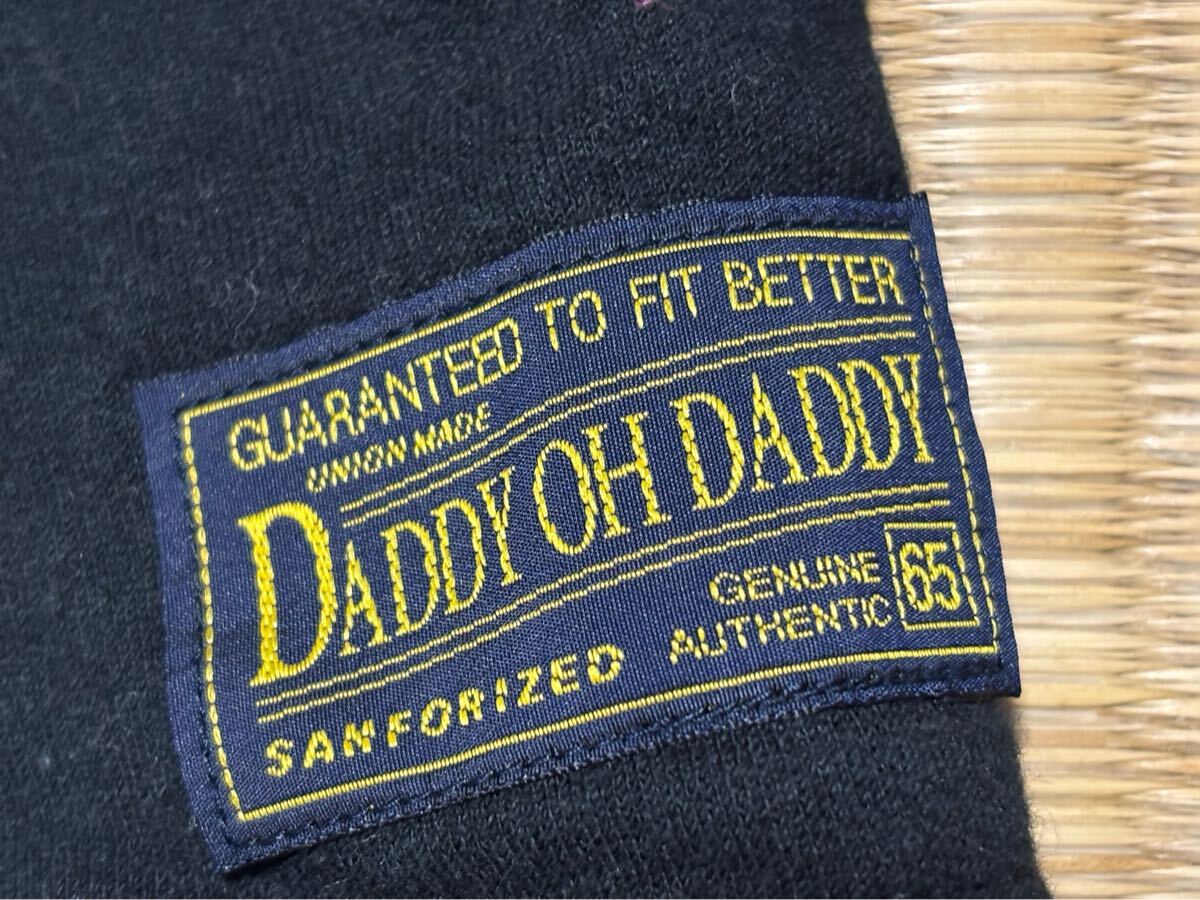 GUARANTEED TO FIT BETTER
UNION MADE
DADDY OH DADDY
GENUINE
AUTHENTIC
65
SANFORIZED